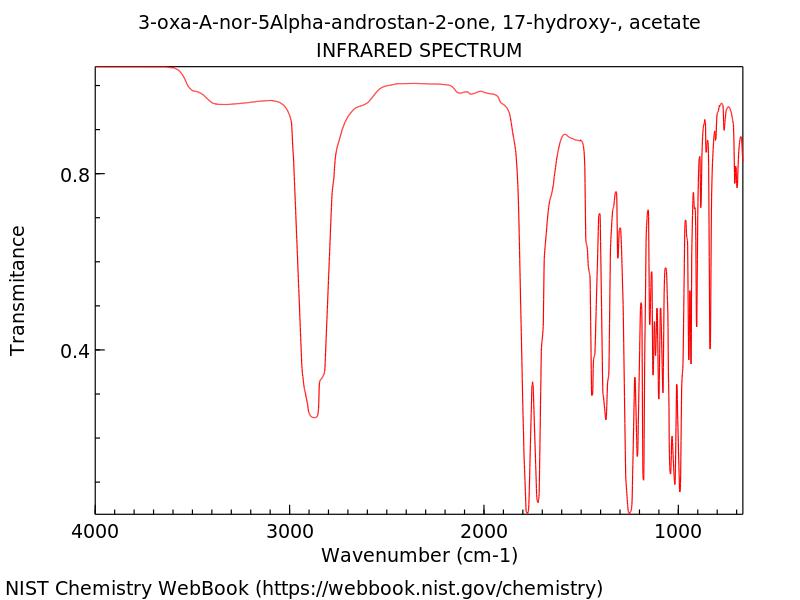 3-oxa-A-nor-5Alpha-androstan-2-one, 17-hydroxy-, acetate
INFRARED SPECTRUM
0.8
0.4
Transmitance
4000 3000 2000 1000
Wavenumber (cm-1)
NIST Chemistry WebBook (https://webbook.nist.gov/chemistry)